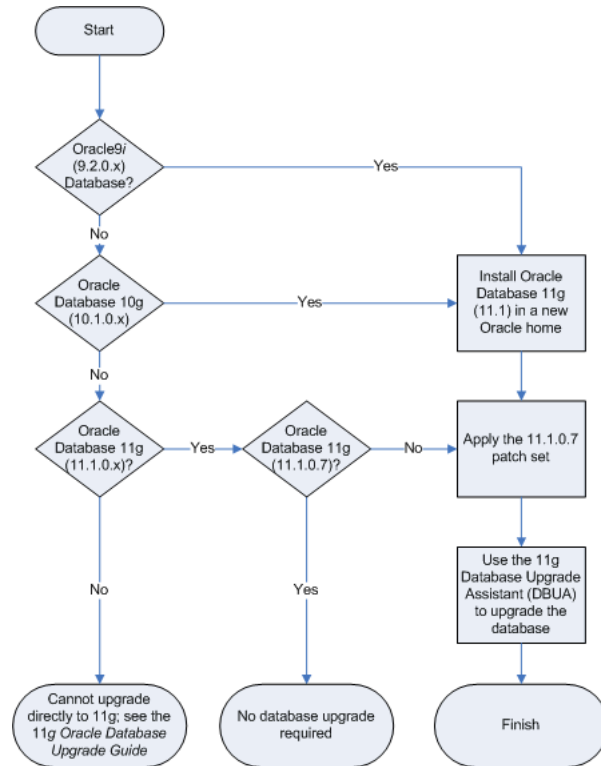 Start
Oracle9i
(9.2.0.x)
Database?
Yes
No
Oracle
Database 10g
(10.1.0.x)
Yes
Install Oracle
Database 11g
(11.1) in a new
Oracle home
No
Oracle
Database 11g
(11.1.0.x)?
Yes
Oracle
Database 11g
(11.1.0.7)?
No
Apply the 11.1.0.7
patch set
No
Yes
Use the 11g
Database Upgrade
Assistant (DBUA)
to upgrade the
database
Cannot upgrade
directly to 11g; see the
11g Oracle Database
Upgrade Guide
No database upgrade
required
Finish